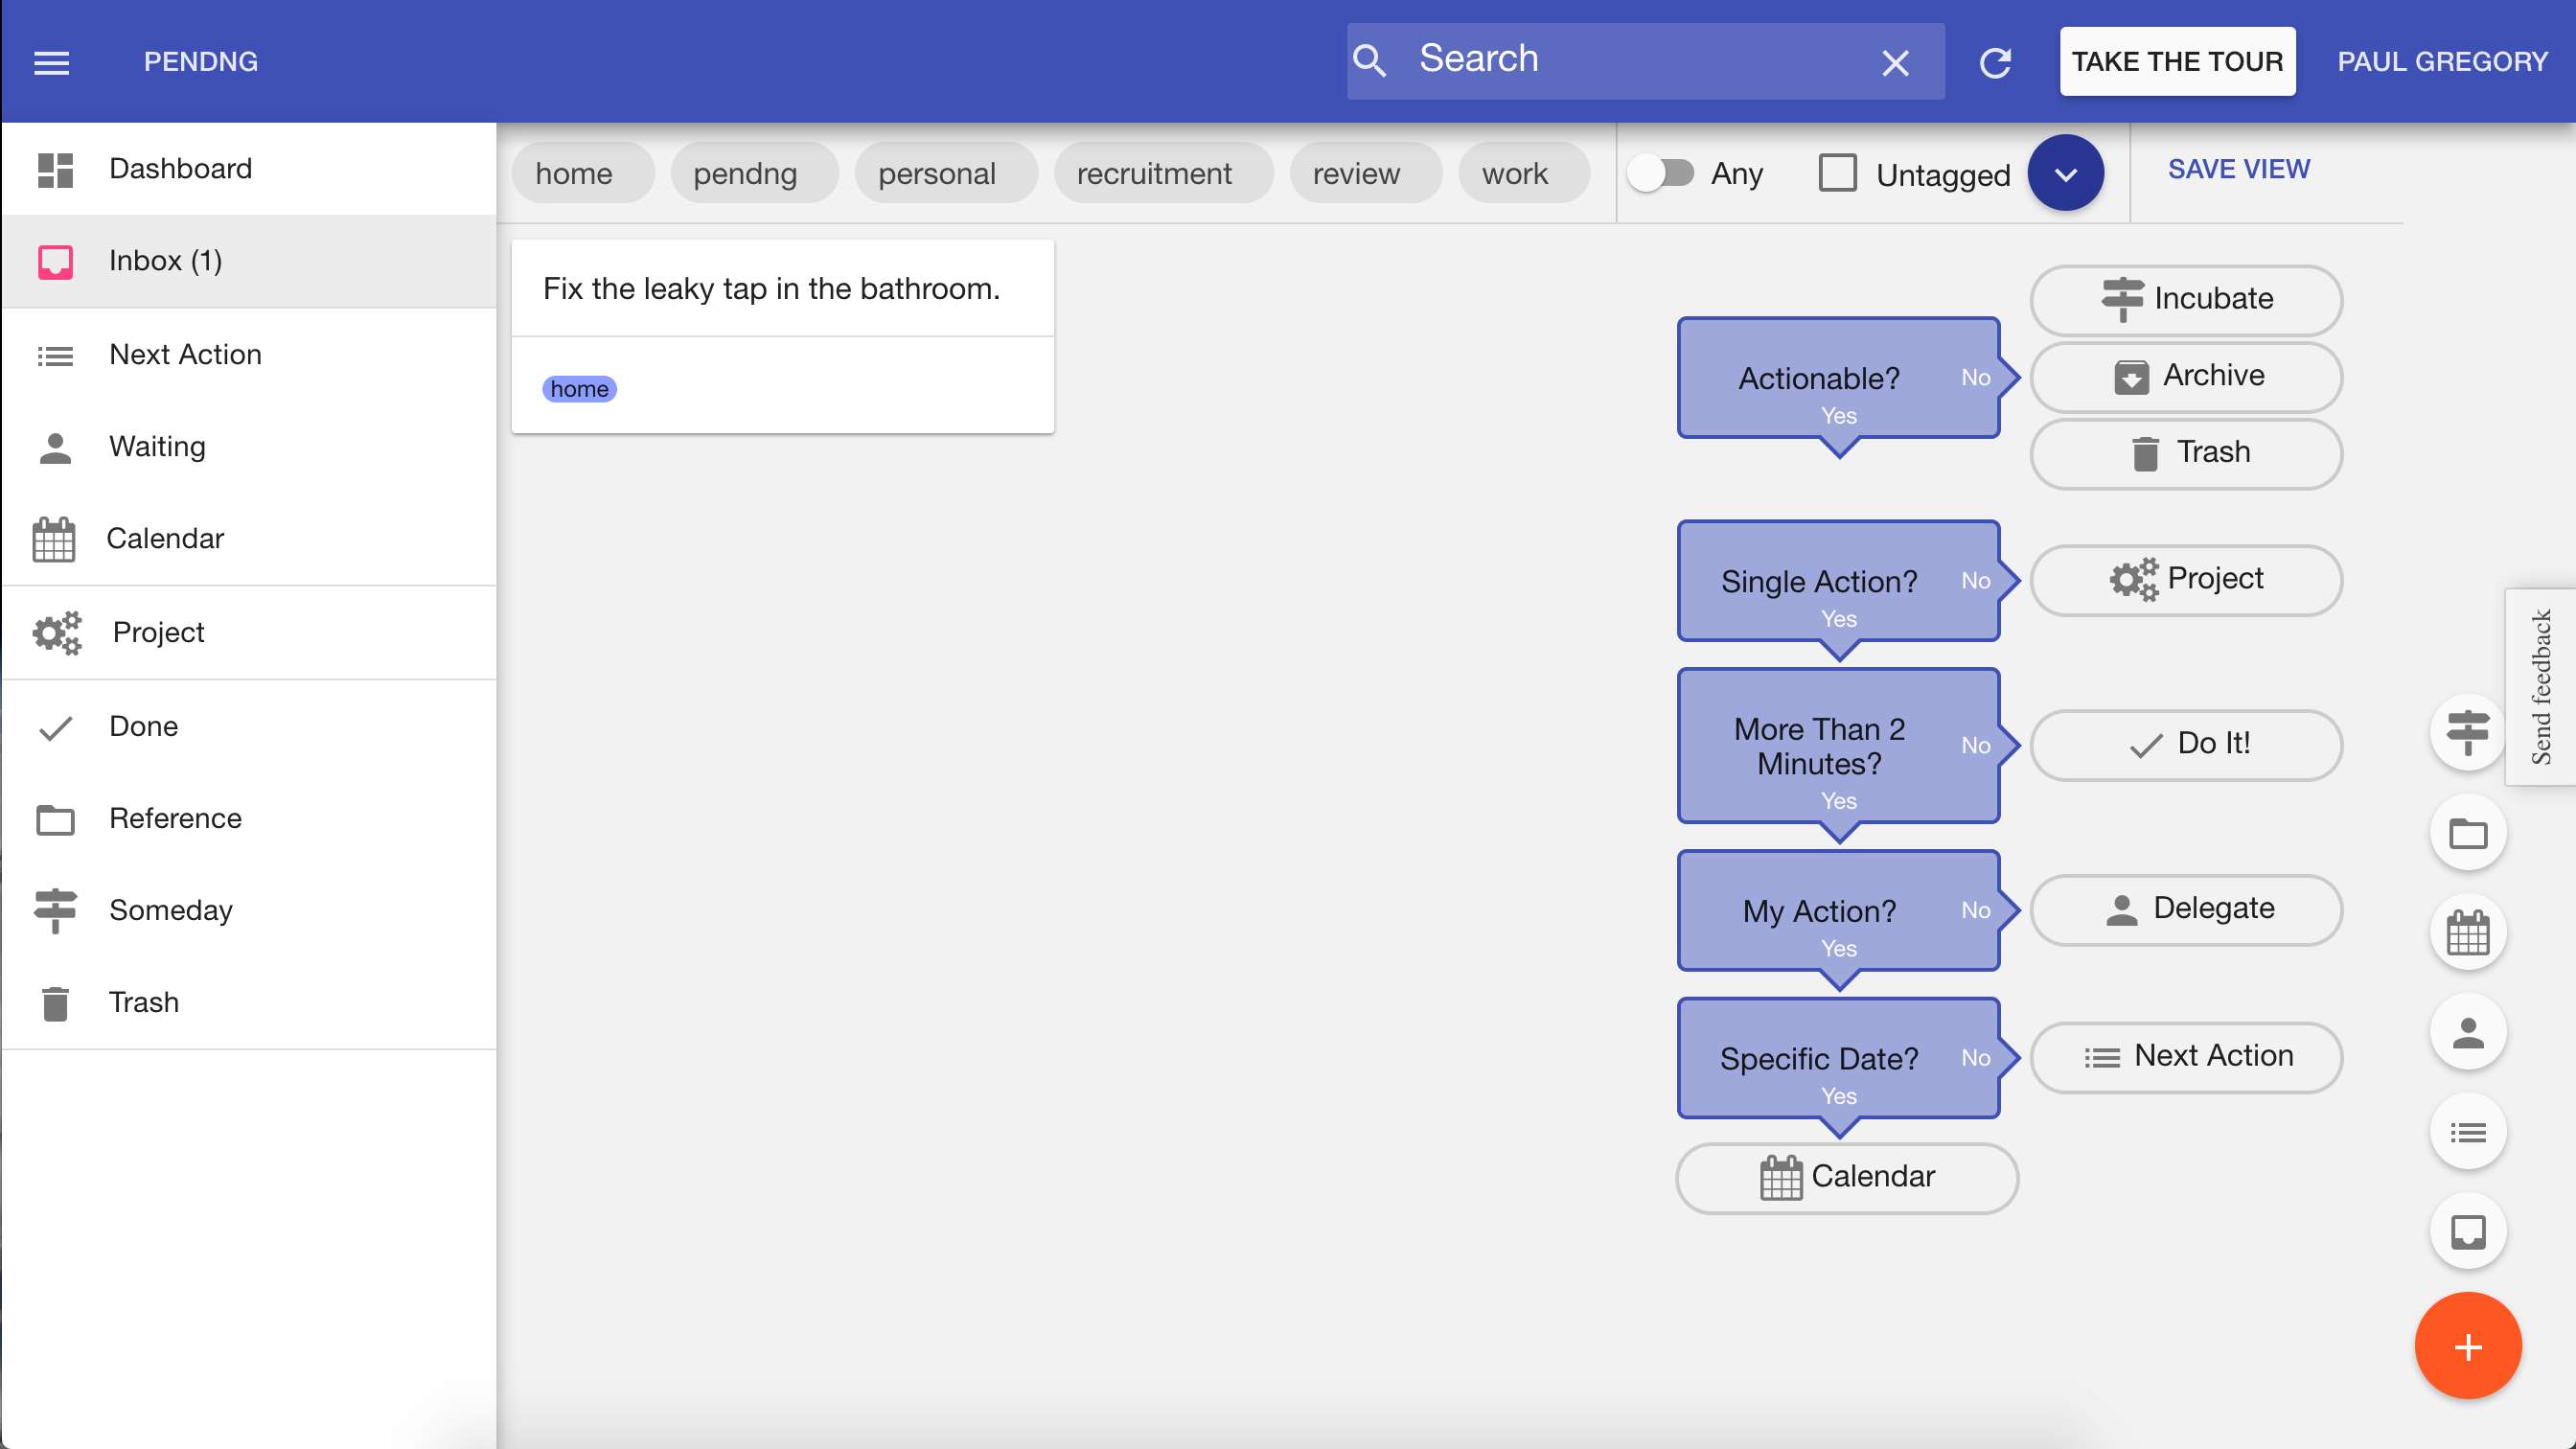 PENDNG
Search
TAKE THE TOUR
PAUL GREGORY
Dashboard
Inbox (1)
Next Action
Waiting
Calendar
Project
Done
Reference
Someday
Trash
home
pendng
personal
recruitment
review
work
Any
Untagged
SAVE VIEW
Fix the leaky tap in the bathroom.
home
Actionable?
No
Yes
Incubate
Archive
Trash
Single Action?
No
Yes
Project
More Than 2
Minutes?
No
Yes
Do It!
My Action?
No
Yes
Delegate
Specific Date?
No
Yes
Next Action
Calendar
Send feedback